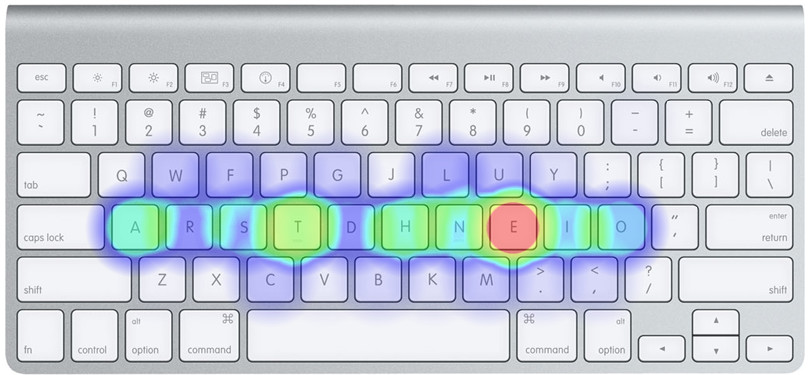 esc F1 F2 F3 F4 F5 F6 F7 F8 F9 F10 F11 F12
~ ! @ # $ % ^ & * ( ) – +
` 1 2 3 4 5 6 7 8 9 0 - = delete
tab Q W F P G J L U Y : ; { [ } ] | \
caps lock A R S T D H N E I O " ' enter return
shift Z X C V B K M > . < , ? / shift
fn control alt option ⌘ command ⌘ command alt option ◄ ▲ ▼ ►